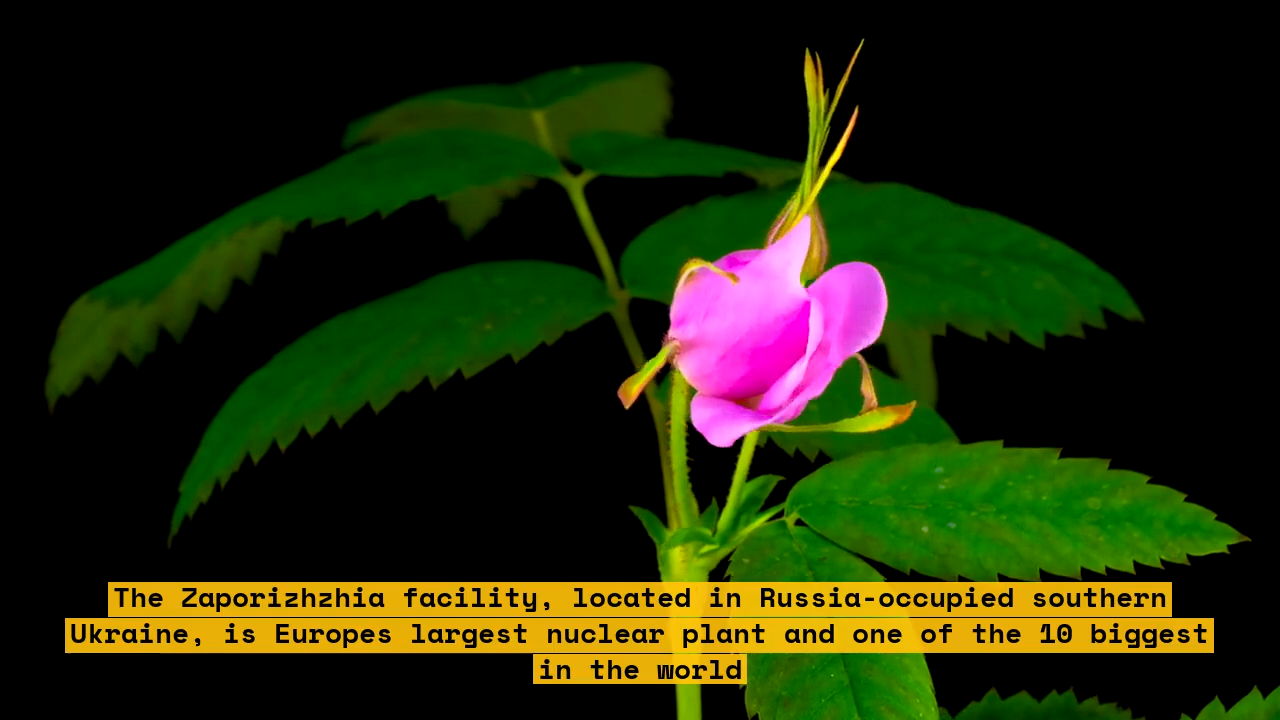 The Zaporizhzhia facility, located in Russia-occupied southern
Ukraine, is Europes largest nuclear plant and one of the 10 biggest
in the world